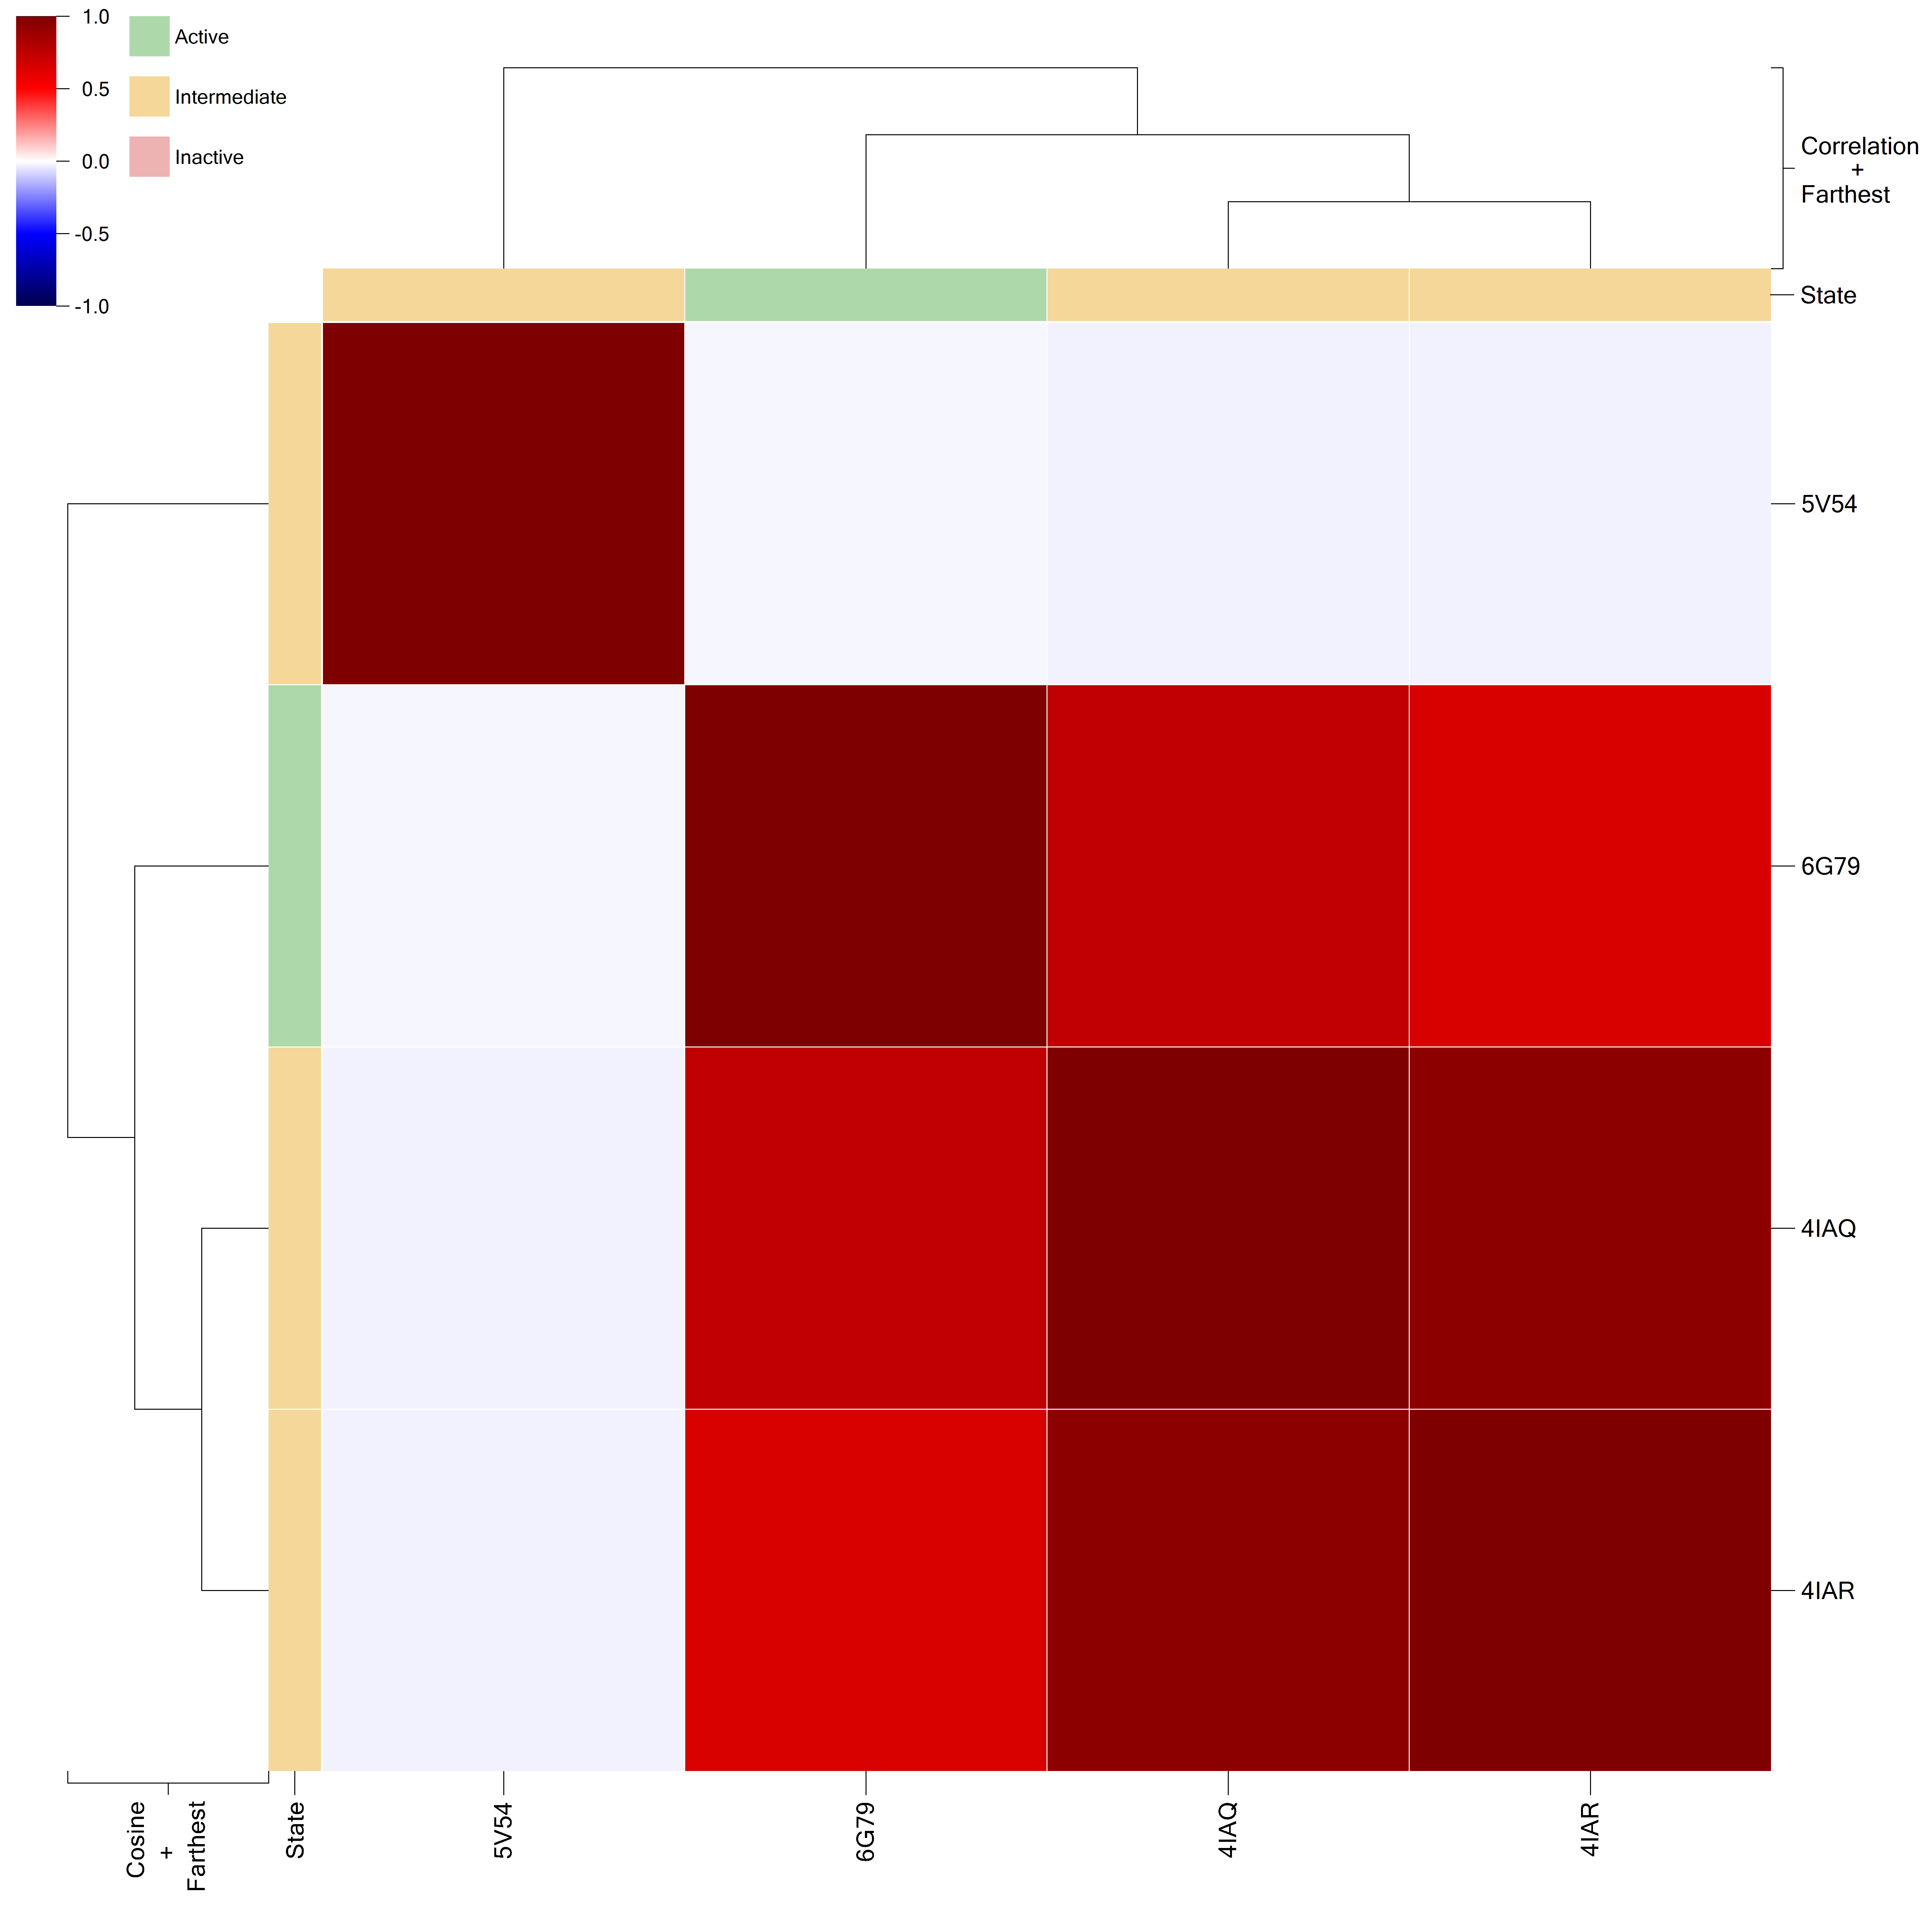 1.0
0.5
0.0
-0.5
-1.0
Active
Intermediate
Inactive
Correlation
+
Farthest
State
5V54
6G79
4IAQ
4IAR
Cosine
+
Farthest
State
5V54
6G79
4IAQ
4IAR